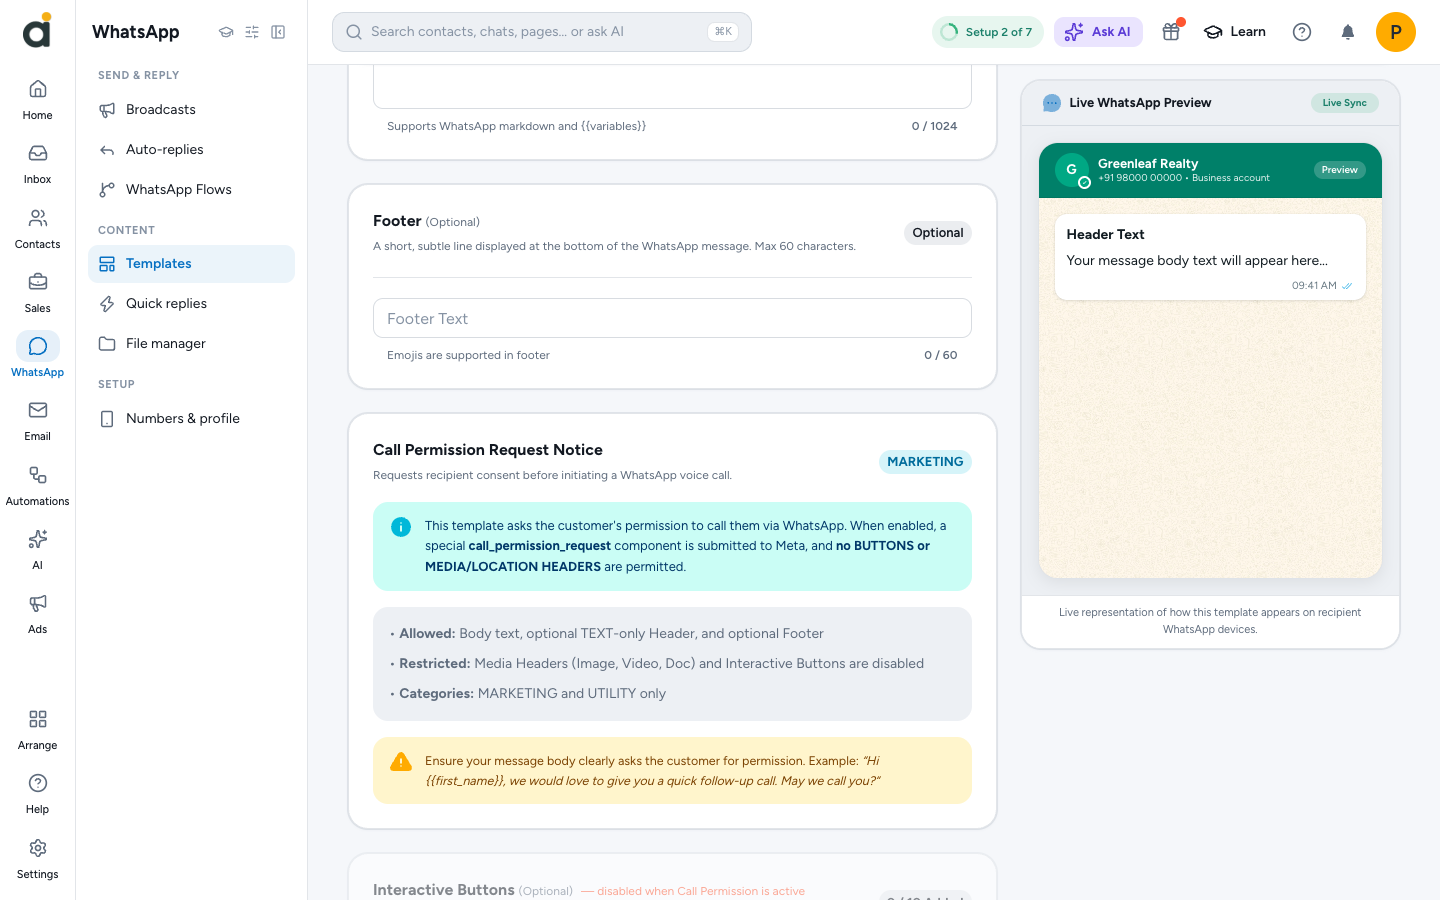 WhatsApp
Search contacts, chats, pages... or ask AI
⌘K
Setup 2 of 7
Ask AI
Learn
P
Home
Inbox
Contacts
Sales
WhatsApp
Email
Automations
AI
Ads
Arrange
Help
Settings
SEND & REPLY
Broadcasts
Auto-replies
WhatsApp Flows
CONTENT
Templates
Quick replies
File manager
SETUP
Numbers & profile
Supports WhatsApp markdown and {{variables}}
0 / 1024
Footer (Optional)
A short, subtle line displayed at the bottom of the WhatsApp message. Max 60 characters.
Optional
Footer Text
Emojis are supported in footer
0 / 60
Call Permission Request Notice
Requests recipient consent before initiating a WhatsApp voice call.
MARKETING
This template asks the customer's permission to call them via WhatsApp. When enabled, a
special call_permission_request component is submitted to Meta, and no BUTTONS or
MEDIA/LOCATION HEADERS are permitted.
• Allowed: Body text, optional TEXT-only Header, and optional Footer
• Restricted: Media Headers (Image, Video, Doc) and Interactive Buttons are disabled
• Categories: MARKETING and UTILITY only
Ensure your message body clearly asks the customer for permission. Example: "Hi
{{first_name}}, we would love to give you a quick follow-up call. May we call you?"
Interactive Buttons (Optional) — disabled when Call Permission is active
Live WhatsApp Preview
Live Sync
G
Greenleaf Realty
+91 98000 00000 • Business account
Preview
Header Text
Your message body text will appear here...
09:41 AM
Live representation of how this template appears on recipient
WhatsApp devices.